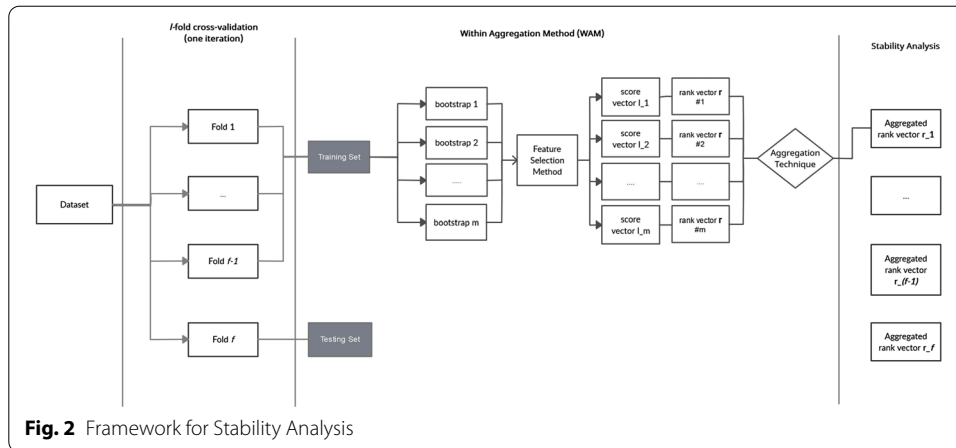 l-fold cross-validation
(one iteration)
Within Aggregation Method (WAM)
Stability Analysis
Dataset
Fold 1
...
Fold f-1
Fold f
Training Set
Testing Set
bootstrap 1
bootstrap 2
.....
bootstrap m
Feature
Selection
Method
score
vector l_1
rank vector r
#1
score
vector l_2
rank vector r
#2
....
....
score
vector l_m
rank vector r
#m
Aggregation
Technique
Aggregated
rank vector r_1
...
Aggregated
rank vector
r_(f-1)
Aggregated
rank vector r_f
Fig. 2 Framework for Stability Analysis